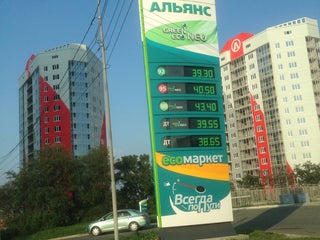 АЛЬЯНС
GREEN
ECO NEO
92 39.30
95 40.50
98 43.40
ДТ 39.55
ДТ 38.65
ecoмаркет
Всегда
по пути